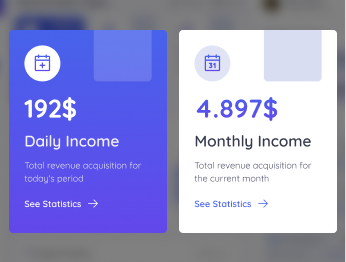 192$
Daily Income
Total revenue acquisition for
today's period
See Statistics
31
4.897$
Monthly Income
Total revenue acquisition for
the current month
See Statistics